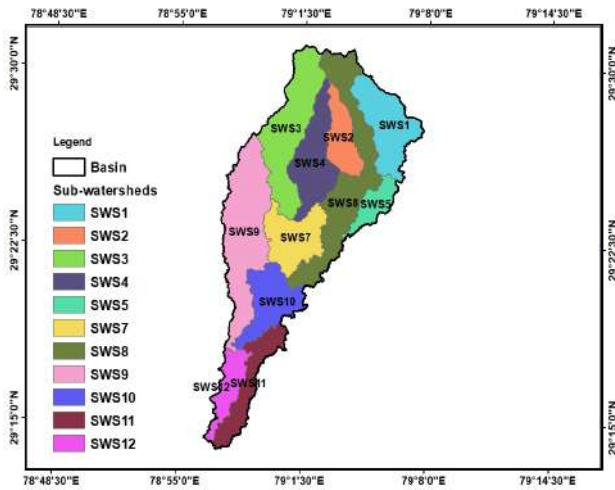 78°48'30"E 78°55'0"E 79°1'30"E 79°8'0"E 79°14'30"E
29°30'0"N
29°30'0"N
29°22'30"N
29°22'30"N
29°15'0"N
29°15'0"N
SWS3
SWS2
SWS1
SWS4
SWS8
SWS5
SWS9
SWS7
SWS10
SWS12
SWS11
Legend
Basin
Sub-watersheds
SWS1
SWS2
SWS3
SWS4
SWS5
SWS7
SWS8
SWS9
SWS10
SWS11
SWS12
78°48'30"E 78°55'0"E 79°1'30"E 79°8'0"E 79°14'30"E